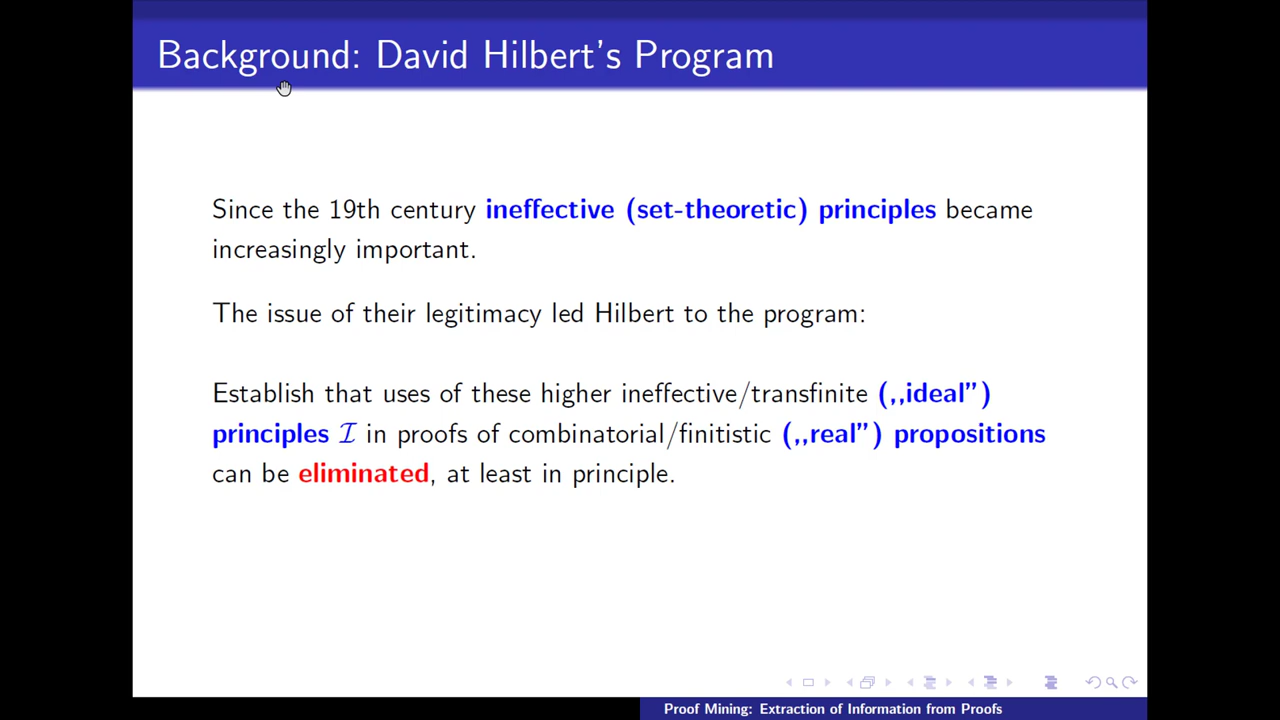 Background: David Hilbert's Program
Since the 19th century ineffective (set-theoretic) principles became
increasingly important.
The issue of their legitimacy led Hilbert to the program:
Establish that uses of these higher ineffective/transfinite (,,ideal")
principles ℐ in proofs of combinatorial/finitistic (,,real") propositions
can be eliminated, at least in principle.
Proof Mining: Extraction of Information from Proofs